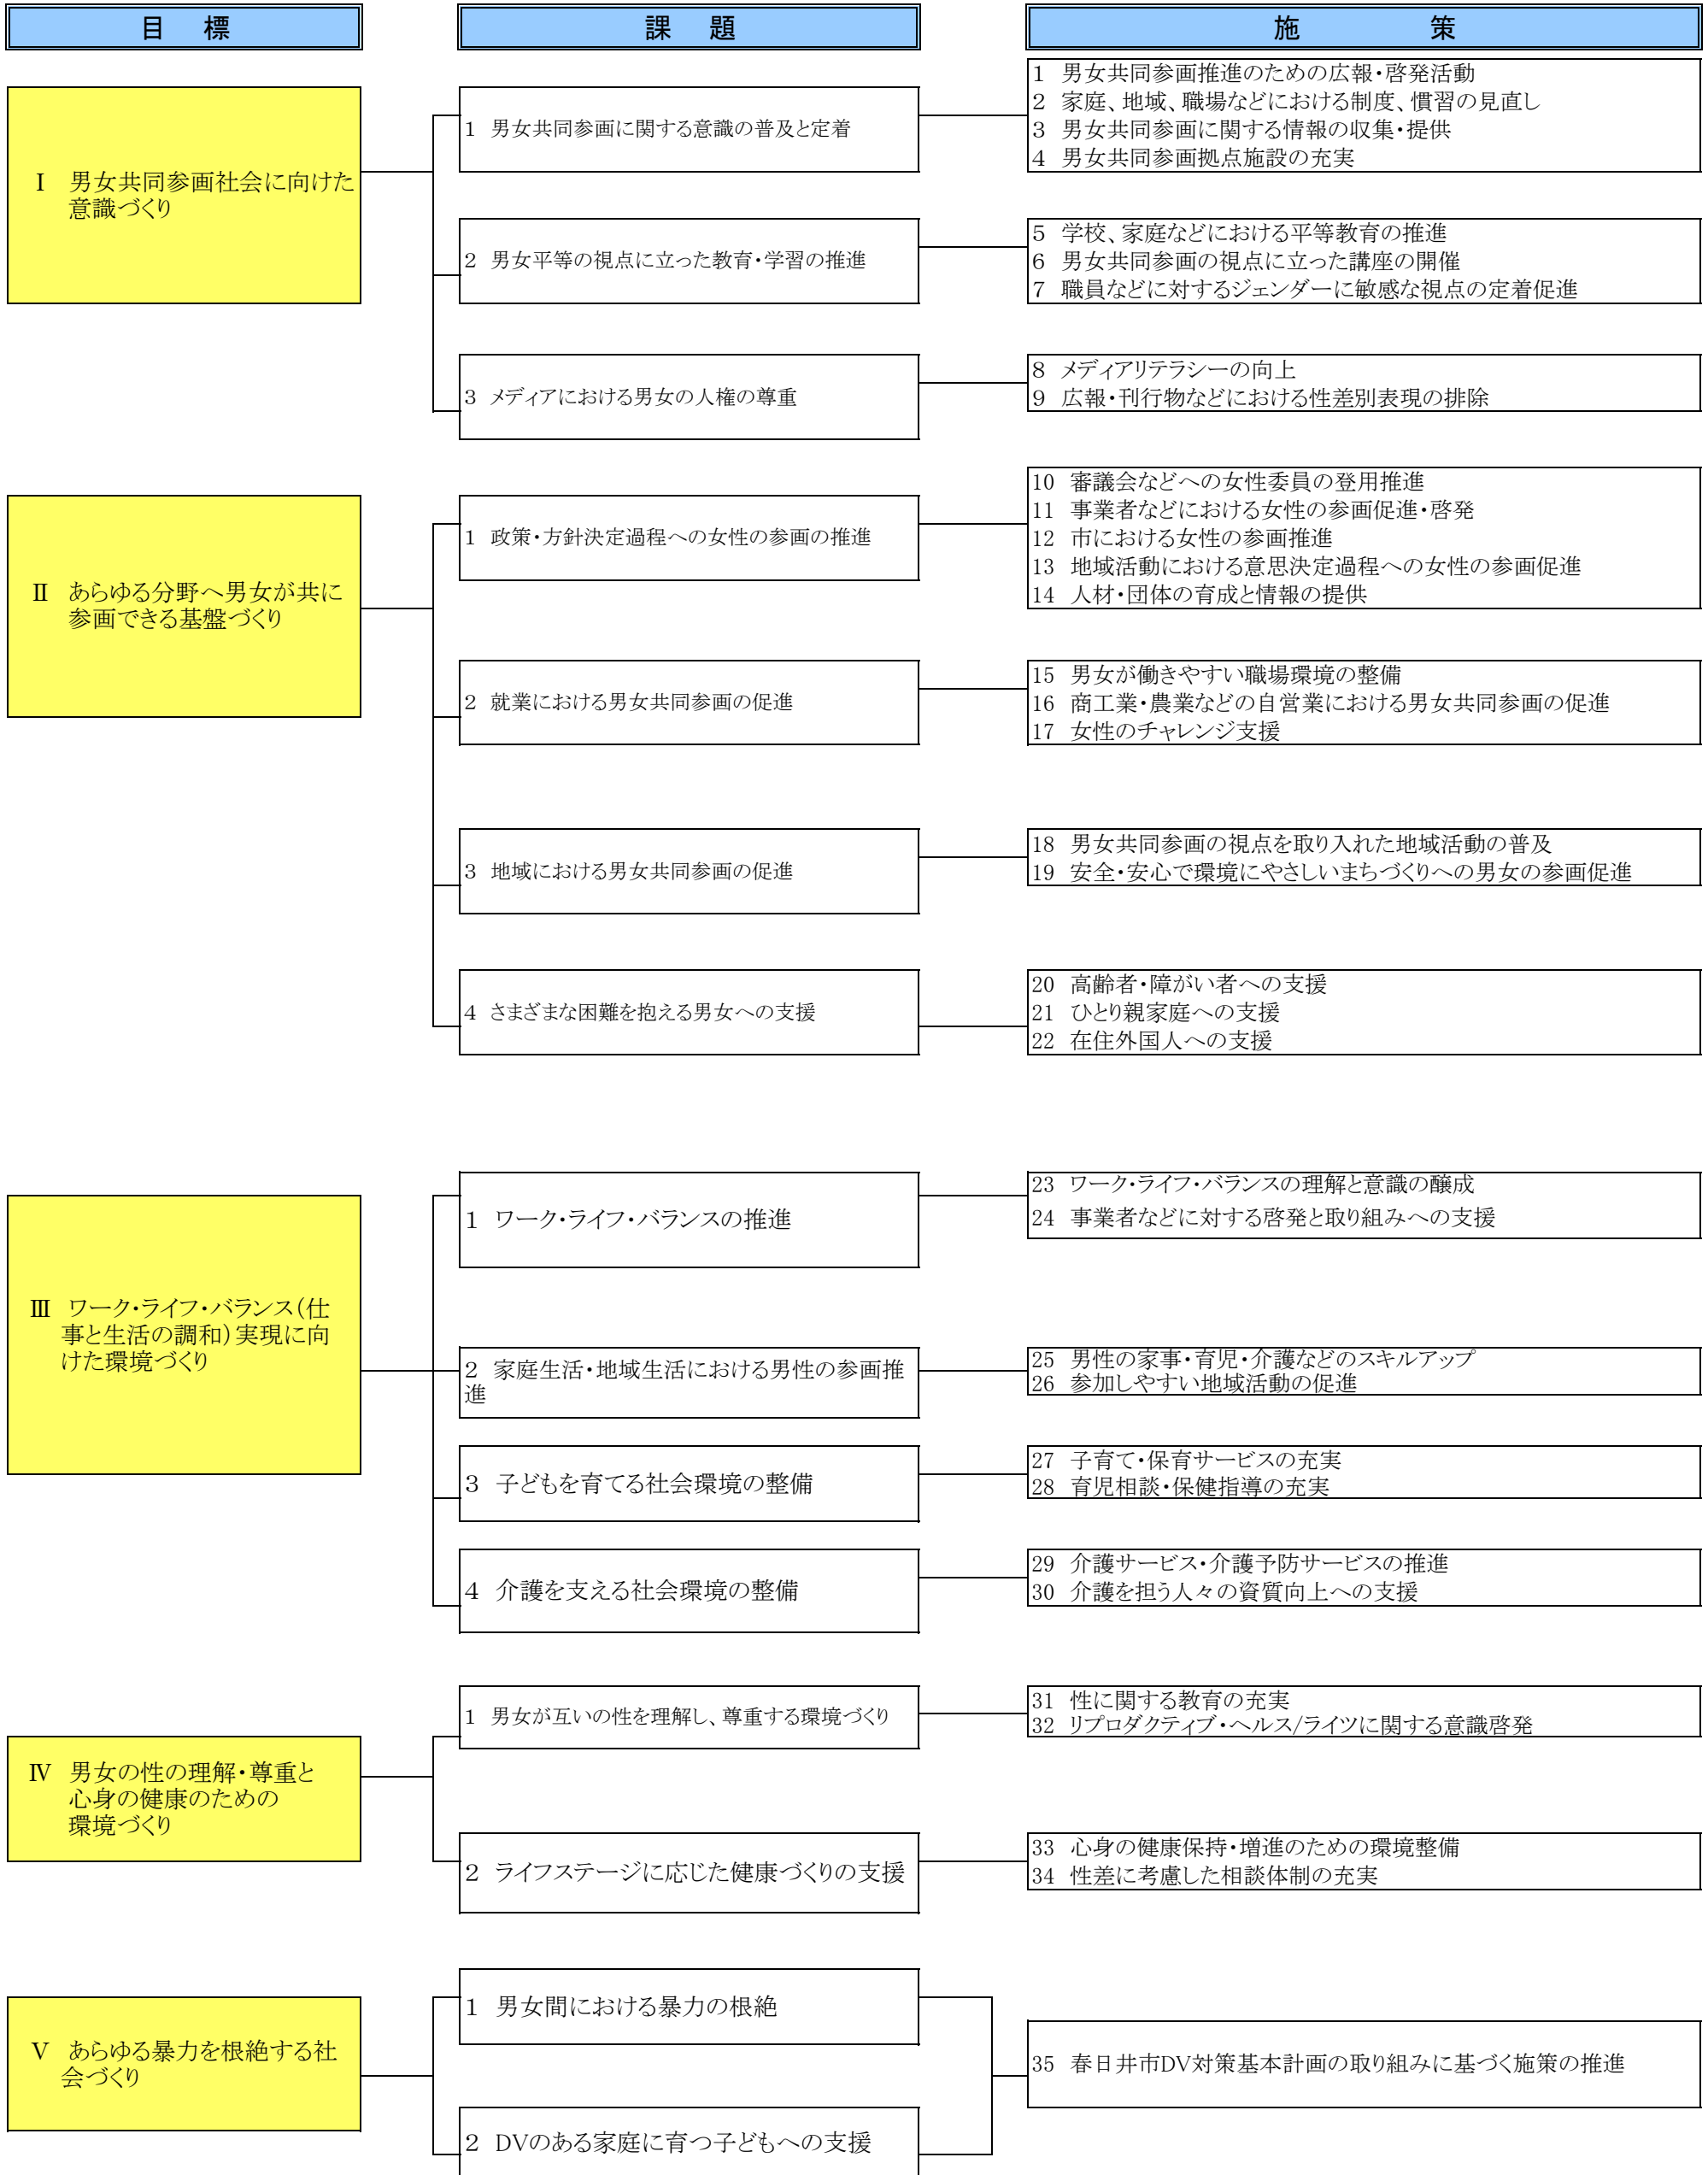 目　標
課　題
施　策
Ⅰ 男女共同参画社会に向けた
意識づくり
1 男女共同参画に関する意識の普及と定着
1 男女共同参画推進のための広報・啓発活動
2 家庭、地域、職場などにおける制度、慣習の見直し
3 男女共同参画に関する情報の収集・提供
4 男女共同参画拠点施設の充実
2 男女平等の視点に立った教育・学習の推進
5 学校、家庭などにおける平等教育の推進
6 男女共同参画の視点に立った講座の開催
7 職員などに対するジェンダーに敏感な視点の定着促進
3 メディアにおける男女の人権の尊重
8 メディアリテラシーの向上
9 広報・刊行物などにおける性差別表現の排除
Ⅱ あらゆる分野へ男女が共に
参画できる基盤づくり
1 政策・方針決定過程への女性の参画の推進
10 審議会などへの女性委員の登用推進
11 事業者などにおける女性の参画促進・啓発
12 市における女性の参画推進
13 地域活動における意思決定過程への女性の参画促進
14 人材・団体の育成と情報の提供
2 就業における男女共同参画の促進
15 男女が働きやすい職場環境の整備
16 商工業・農業などの自営業における男女共同参画の促進
17 女性のチャレンジ支援
3 地域における男女共同参画の促進
18 男女共同参画の視点を取り入れた地域活動の普及
19 安全・安心で環境にやさしいまちづくりへの男女の参画促進
4 さまざまな困難を抱える男女への支援
20 高齢者・障がい者への支援
21 ひとり親家庭への支援
22 在住外国人への支援
Ⅲ ワーク・ライフ・バランス(仕
事と生活の調和)実現に向
けた環境づくり
1 ワーク・ライフ・バランスの推進
23 ワーク・ライフ・バランスの理解と意識の醸成
24 事業者などに対する啓発と取り組みへの支援
2 家庭生活・地域生活における男性の参画推
進
25 男性の家事・育児・介護などのスキルアップ
26 参加しやすい地域活動の促進
3 子どもを育てる社会環境の整備
27 子育て・保育サービスの充実
28 育児相談・保健指導の充実
4 介護を支える社会環境の整備
29 介護サービス・介護予防サービスの推進
30 介護を担う人々の資質向上への支援
Ⅳ 男女の性の理解・尊重と
心身の健康のための
環境づくり
1 男女が互いの性を理解し、尊重する環境づくり
31 性に関する教育の充実
32 リプロダクティブ・ヘルス/ライツに関する意識啓発
2 ライフステージに応じた健康づくりの支援
33 心身の健康保持・増進のための環境整備
34 性差に考慮した相談体制の充実
Ⅴ あらゆる暴力を根絶する社
会づくり
1 男女間における暴力の根絶
2 DVのある家庭に育つ子どもへの支援
35 春日井市DV対策基本計画の取り組みに基づく施策の推進